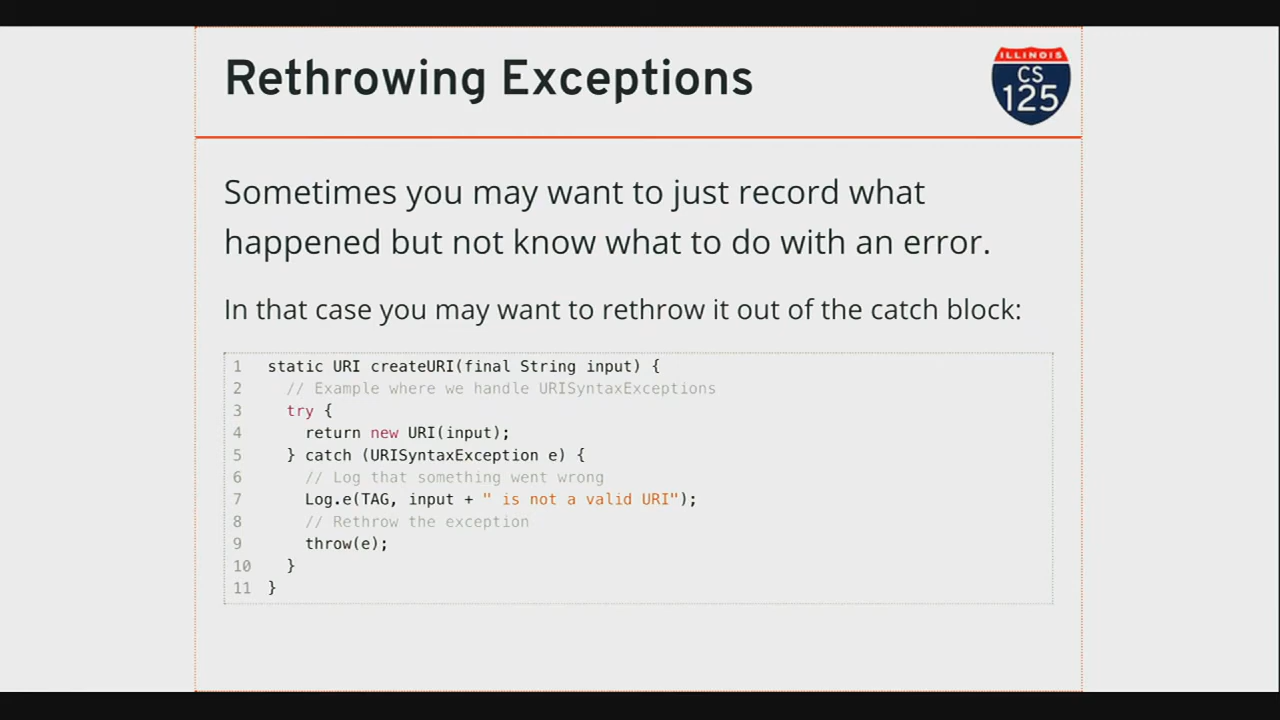 Rethrowing Exceptions
ILLINOIS
CS
125
Sometimes you may want to just record what
happened but not know what to do with an error.
In that case you may want to rethrow it out of the catch block:
1 static URI createURI(final String input) {
2   // Example where we handle URISyntaxExceptions
3   try {
4     return new URI(input);
5   } catch (URISyntaxException e) {
6     // Log that something went wrong
7     Log.e(TAG, input + " is not a valid URI");
8     // Rethrow the exception
9     throw(e);
10   }
11 }